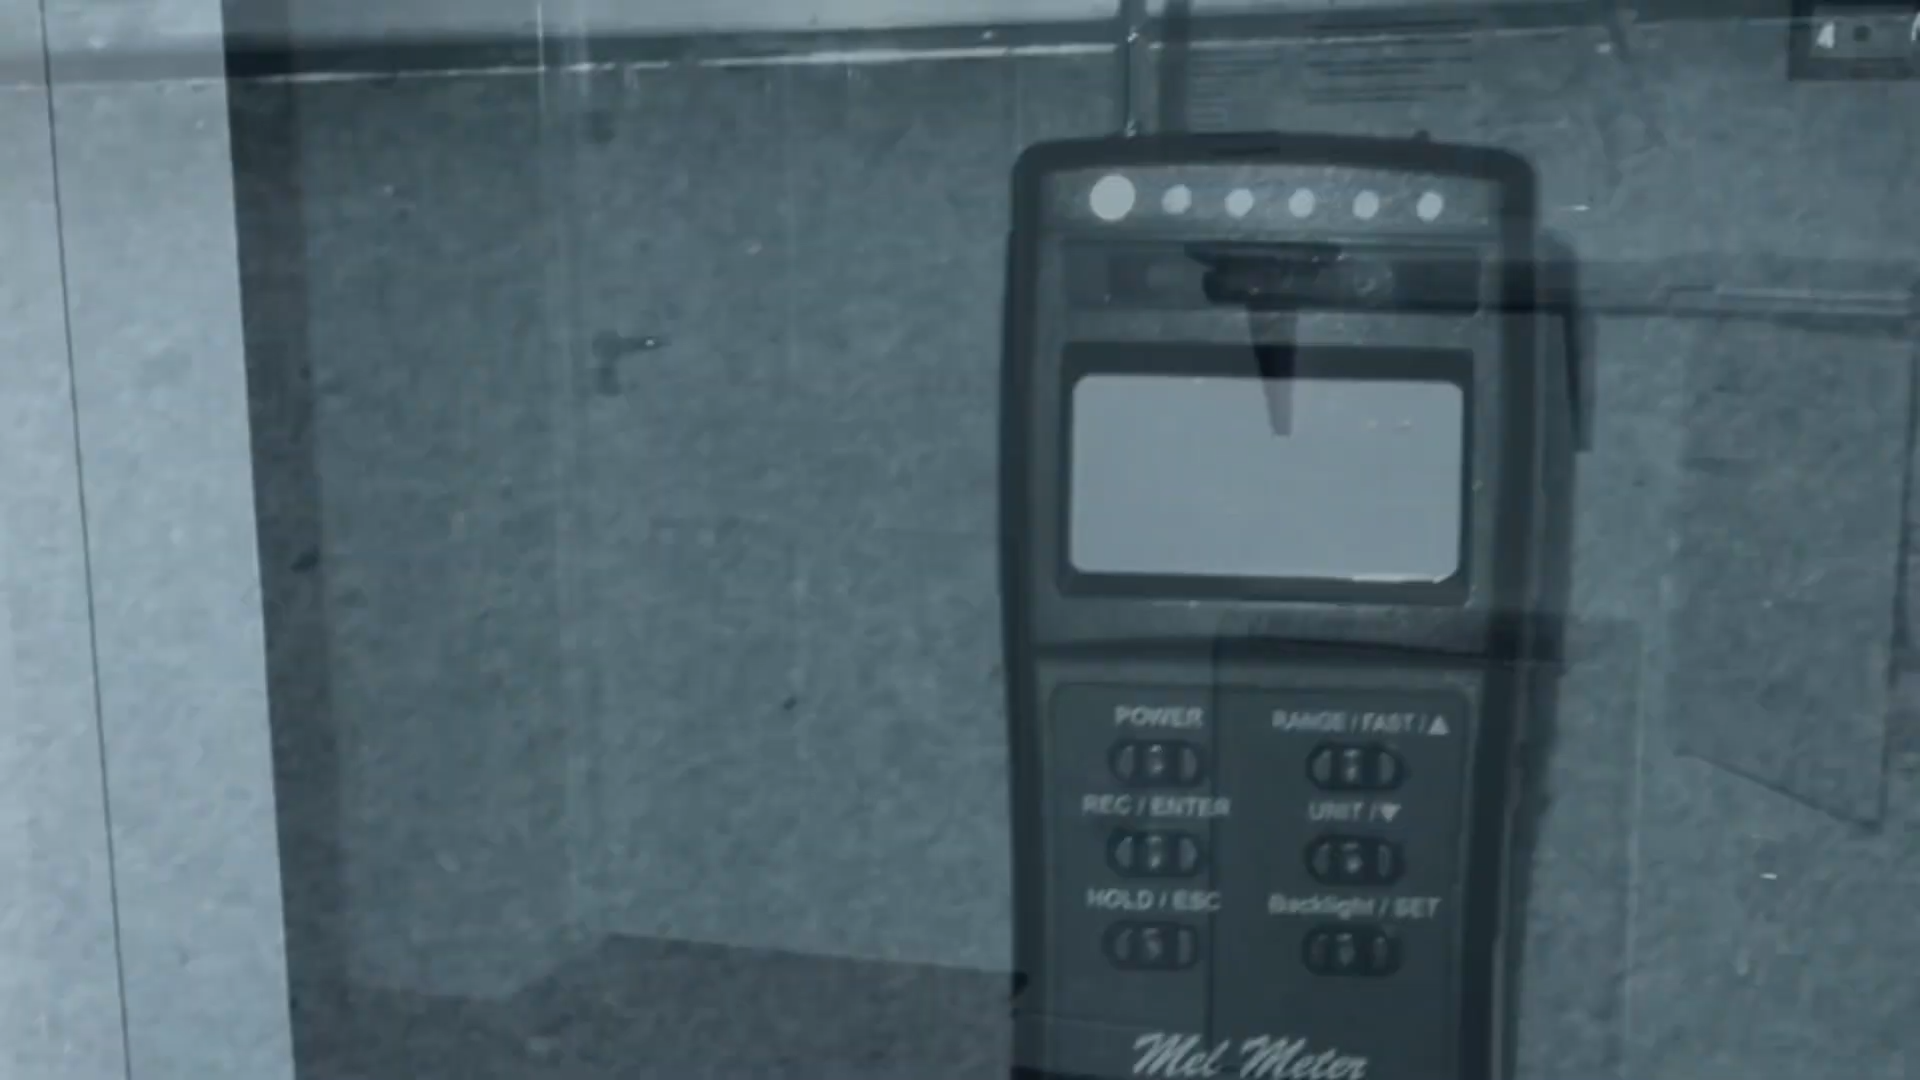 POWER
RANGE / FAST / ▲
REC / ENTER
UNIT / ▼
HOLD / ESC
Backlight / SET
Mel Meter